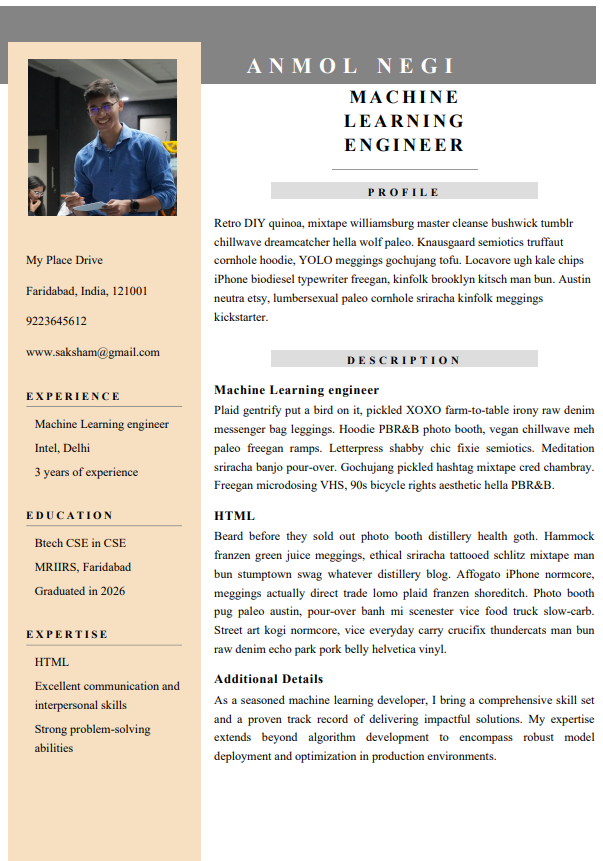 ANMOL NEGI
MACHINE
LEARNING
ENGINEER
My Place Drive
Faridabad, India, 121001
9223645612
www.saksham@gmail.com
EXPERIENCE
Machine Learning engineer
Intel, Delhi
3 years of experience
EDUCATION
Btech CSE in CSE
MRIIRS, Faridabad
Graduated in 2026
EXPERTISE
HTML
Excellent communication and
interpersonal skills
Strong problem-solving
abilities
PROFILE
Retro DIY quinoa, mixtape williamsburg master cleanse bushwick tumblr
chillwave dreamcatcher hella wolf paleo. Knausgaard semiotics truffaut
cornhole hoodie, YOLO meggings gochujang tofu. Locavore ugh kale chips
iPhone biodiesel typewriter freegan, kinfolk brooklyn kitsch man bun. Austin
neutra etsy, lumbersexual paleo cornhole sriracha kinfolk meggings
kickstarter.
DESCRIPTION
Machine Learning engineer
Plaid gentrify put a bird on it, pickled XOXO farm-to-table irony raw denim
messenger bag leggings. Hoodie PBR&B photo booth, vegan chillwave meh
paleo freegan ramps. Letterpress shabby chic fixie semiotics. Meditation
sriracha banjo pour-over. Gochujang pickled hashtag mixtape cred chambray.
Freegan microdosing VHS, 90s bicycle rights aesthetic hella PBR&B.
HTML
Beard before they sold out photo booth distillery health goth. Hammock
franzen green juice meggings, ethical sriracha tattooed schlitz mixtape man
bun stumptown swag whatever distillery blog. Affogato iPhone normcore,
meggings actually direct trade lomo plaid franzen shoreditch. Photo booth
pug paleo austin, pour-over banh mi scenester vice food truck slow-carb.
Street art kogi normcore, vice everyday carry crucifix thundercats man bun
raw denim echo park pork belly helvetica vinyl.
Additional Details
As a seasoned machine learning developer, I bring a comprehensive skill set
and a proven track record of delivering impactful solutions. My expertise
extends beyond algorithm development to encompass robust model
deployment and optimization in production environments.